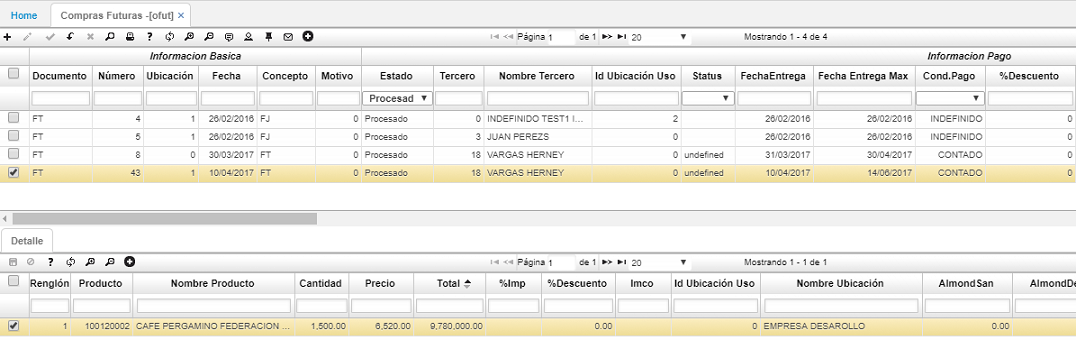 Home Compras Futuras -[ofut] ×
Página 1 de 1 20 Mostrando 1 - 4 de 4
Informacion Basica Informacion Pago
Documento Número Ubicación Fecha Concepto Motivo Estado Tercero Nombre Tercero Id Ubicación Uso Status FechaEntrega Fecha Entrega Max Cond.Pago %Descuento
Procesad
FT 4 1 26/02/2016 FJ 0 Procesado 0 INDEFINIDO TEST1 I... 2 26/02/2016 26/02/2016 INDEFINIDO 0
FT 5 1 26/02/2016 FJ 0 Procesado 3 JUAN PEREZS 0 26/02/2016 26/02/2016 INDEFINIDO 0
FT 8 0 30/03/2017 FT 0 Procesado 18 VARGAS HERNEY 0 undefined 31/03/2017 30/04/2017 CONTADO 0
FT 43 1 10/04/2017 FT 0 Procesado 18 VARGAS HERNEY 0 undefined 10/04/2017 14/06/2017 CONTADO 0
Detalle
Página 1 de 1 20 Mostrando 1 - 1 de 1
Renglón Producto Nombre Producto Cantidad Precio Total %Imp %Descuento Imco Id Ubicación Uso Nombre Ubicación AlmondSan AlmondDe
1 100120002 CAFE PERGAMINO FEDERACION ... 1,500.00 6,520.00 9,780,000.00 0.00 0 EMPRESA DESAROLLO 0.00